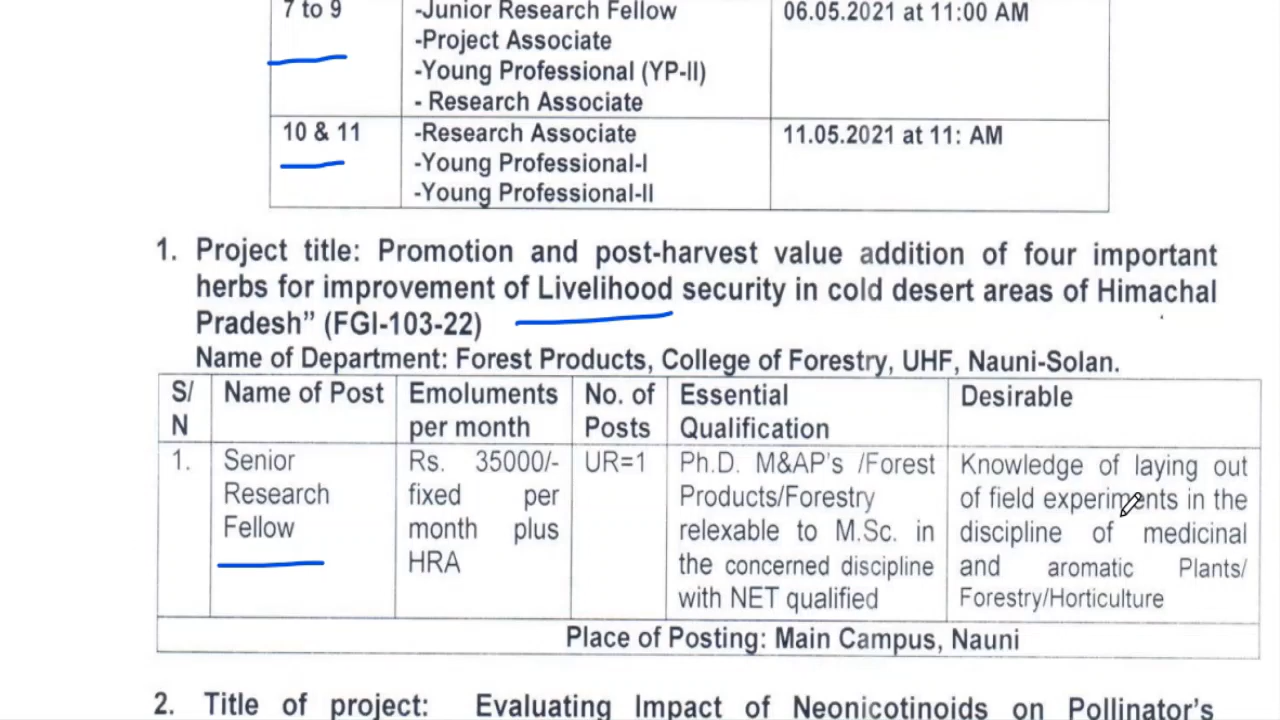 7 to 9 -Junior Research Fellow 06.05.2021 at 11:00 AM
-Project Associate
-Young Professional (YP-II)
- Research Associate
10 & 11 -Research Associate 11.05.2021 at 11: AM
-Young Professional-I
-Young Professional-II
1. Project title: Promotion and post-harvest value addition of four important
herbs for improvement of Livelihood security in cold desert areas of Himachal
Pradesh” (FGI-103-22)
Name of Department: Forest Products, College of Forestry, UHF, Nauni-Solan.
S/ Name of Post Emoluments No. of Essential Desirable
N per month Posts Qualification
1. Senior Rs. 35000/- UR=1 Ph.D. M&AP's /Forest Knowledge of laying out
Research fixed per Products/Forestry of field experiments in the
Fellow month plus relexable to M.Sc. in discipline of medicinal
HRA the concerned discipline and aromatic Plants/
with NET qualified Forestry/Horticulture
Place of Posting: Main Campus, Nauni
2. Title of project: Evaluating Impact of Neonicotinoids on Pollinator's